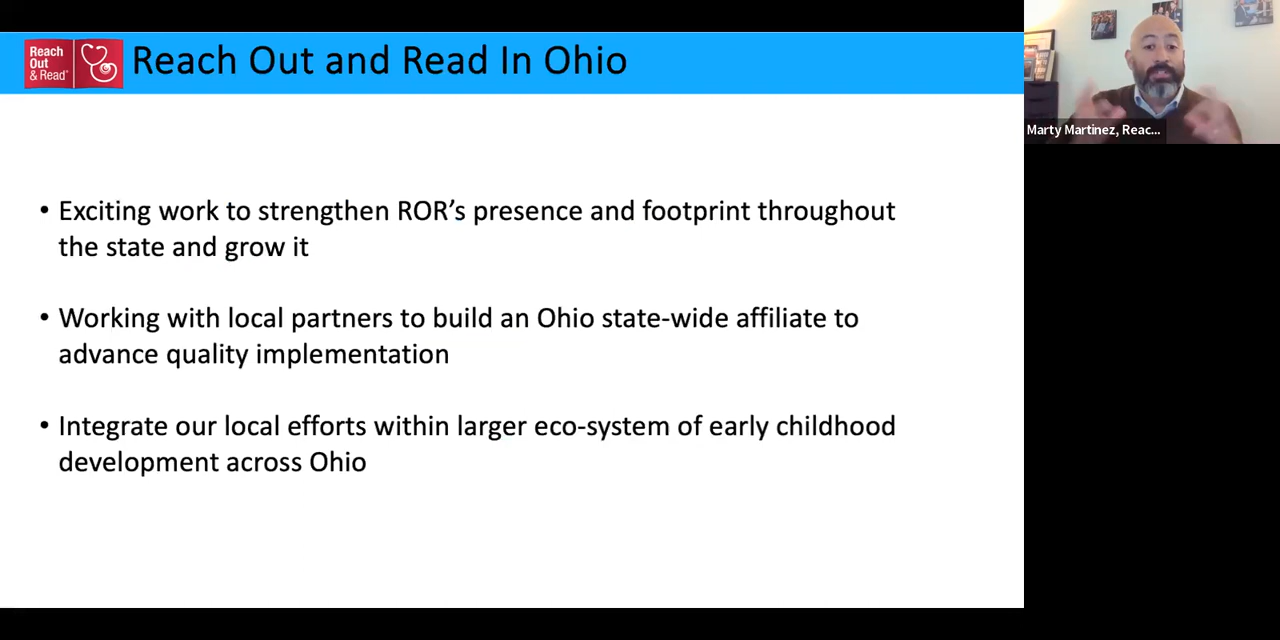 Reach
Out
& Read®
Reach Out and Read In Ohio
Marty Martinez, Reac...
• Exciting work to strengthen ROR’s presence and footprint throughout
the state and grow it
• Working with local partners to build an Ohio state-wide affiliate to
advance quality implementation
• Integrate our local efforts within larger eco-system of early childhood
development across Ohio